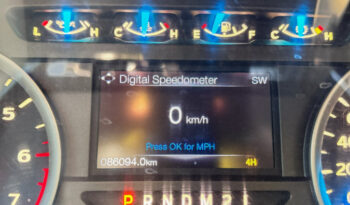 L H C H E F C H
Digital Speedometer SW
0 km/h
Press OK for MPH
086094.0km 4H
P R N D M 2 1
5
6
7